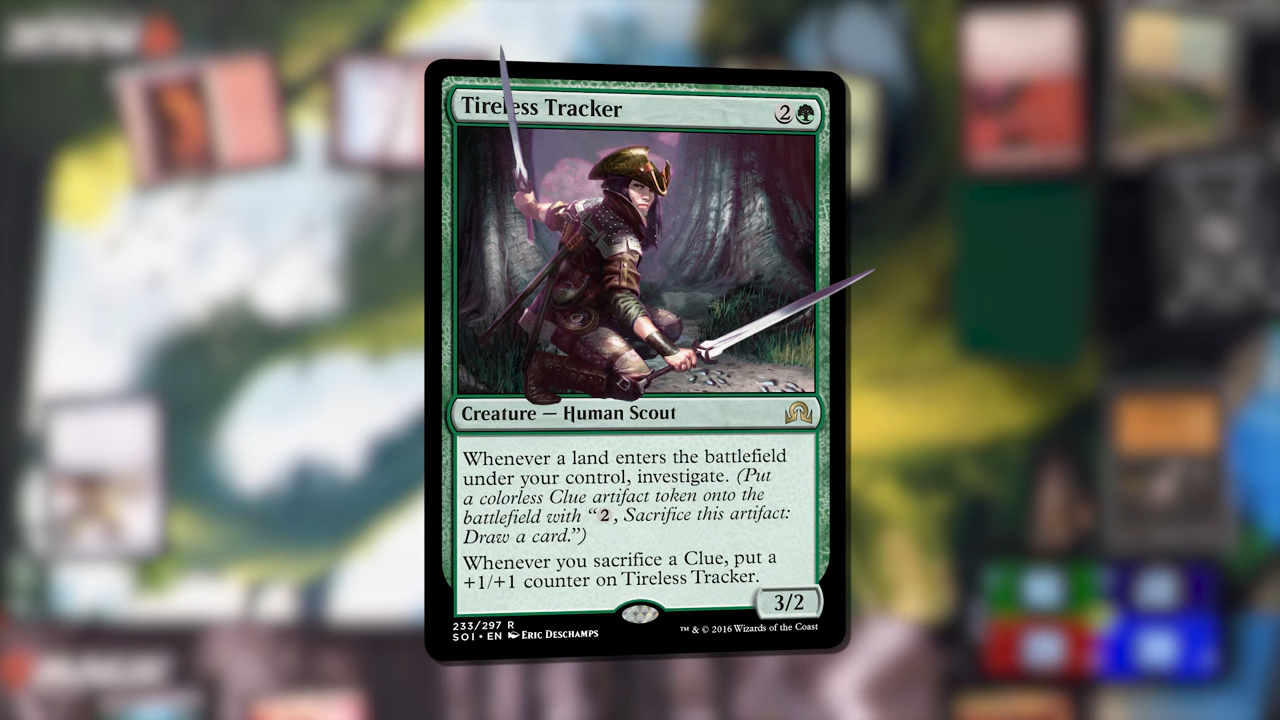 Tireless Tracker 2
Creature — Human Scout
Whenever a land enters the battlefield
under your control, investigate. (Put
a colorless Clue artifact token onto the
battlefield with “2, Sacrifice this artifact:
Draw a card.”)
Whenever you sacrifice a Clue, put a
+1/+1 counter on Tireless Tracker.
3/2
233/297 R
SOI • EN Eric Deschamps
™ & © 2016 Wizards of the Coast